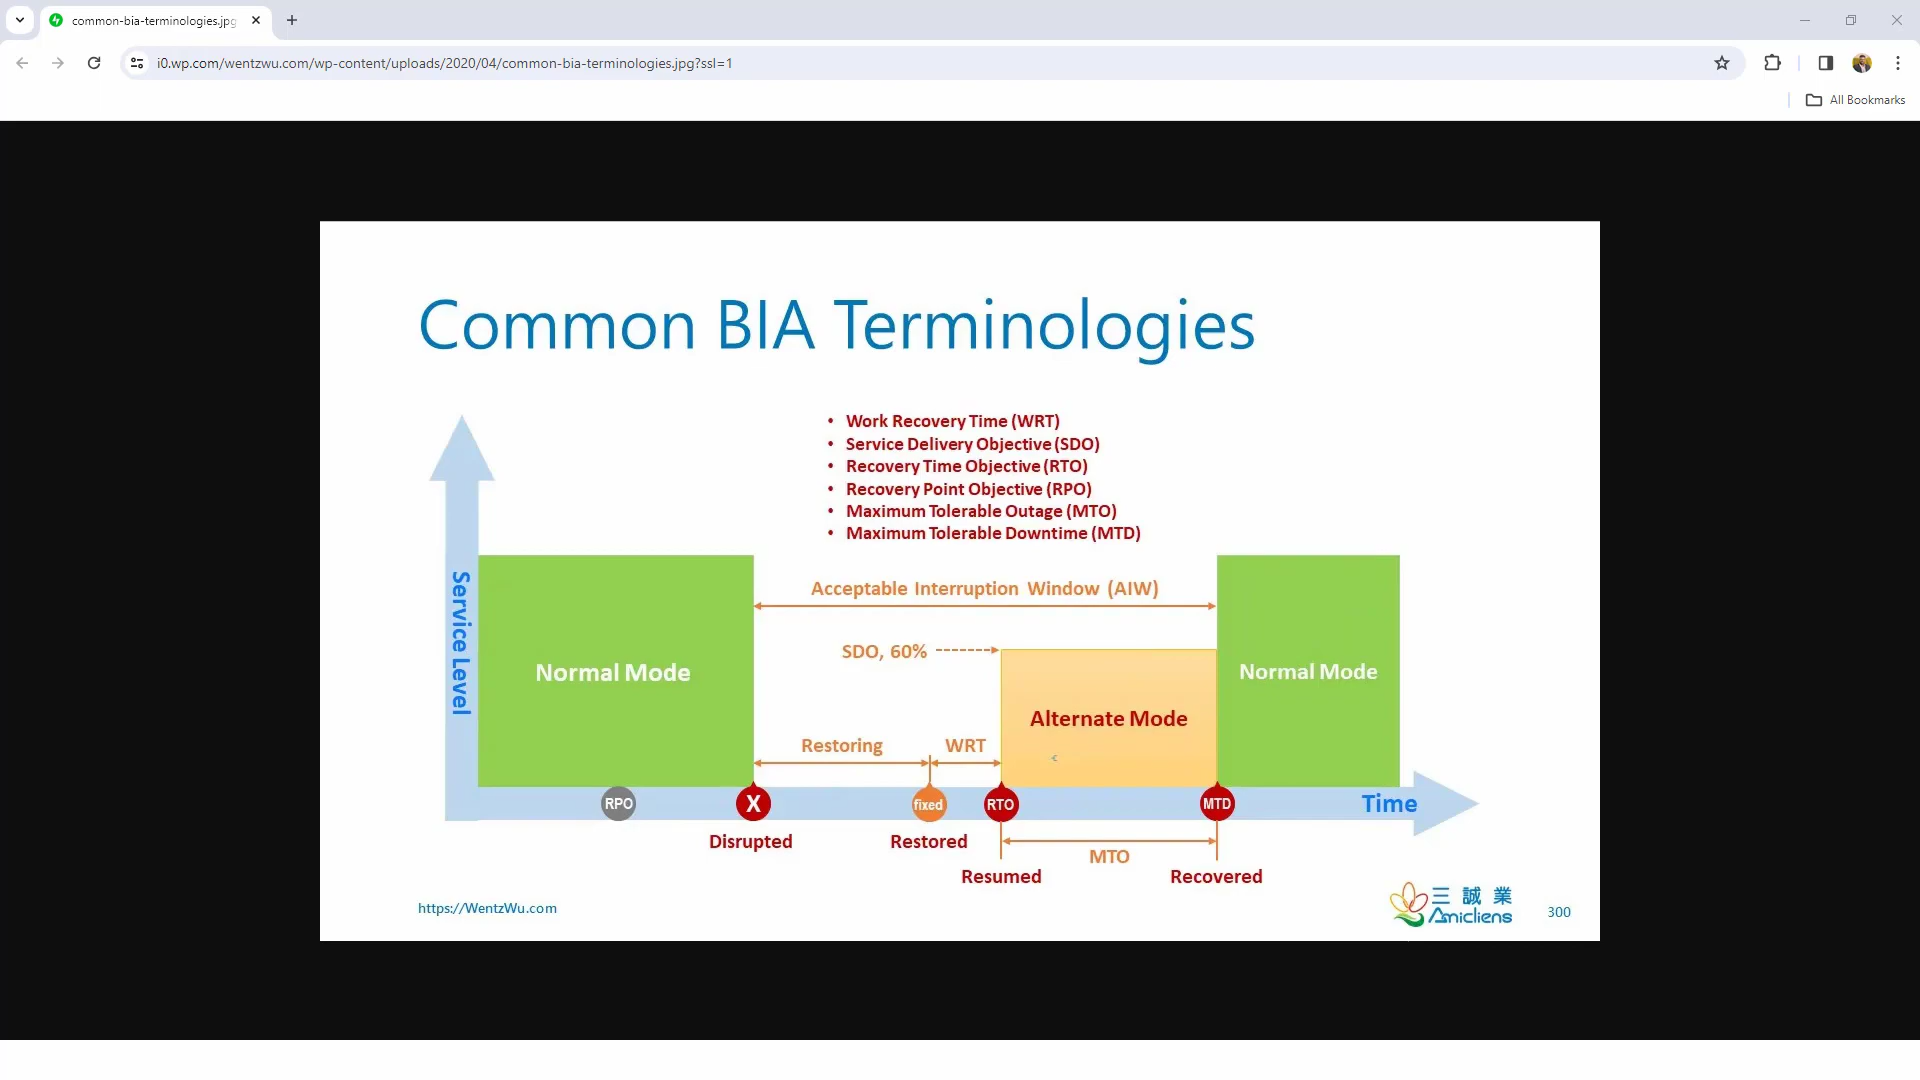 common-bia-terminologies.jpg
i0.wp.com/wentzwu.com/wp-content/uploads/2020/04/common-bia-terminologies.jpg?ssl=1
All Bookmarks
Common BIA Terminologies
• Work Recovery Time (WRT)
• Service Delivery Objective (SDO)
• Recovery Time Objective (RTO)
• Recovery Point Objective (RPO)
• Maximum Tolerable Outage (MTO)
• Maximum Tolerable Downtime (MTD)
Service Level
Acceptable Interruption Window (AIW)
SDO, 60%
Normal Mode
Normal Mode
Alternate Mode
Restoring
WRT
RPO
X
fixed
RTO
MTD
Time
Disrupted
Restored
MTO
Resumed
Recovered
https://WentzWu.com
三誠業
Amicliens
300